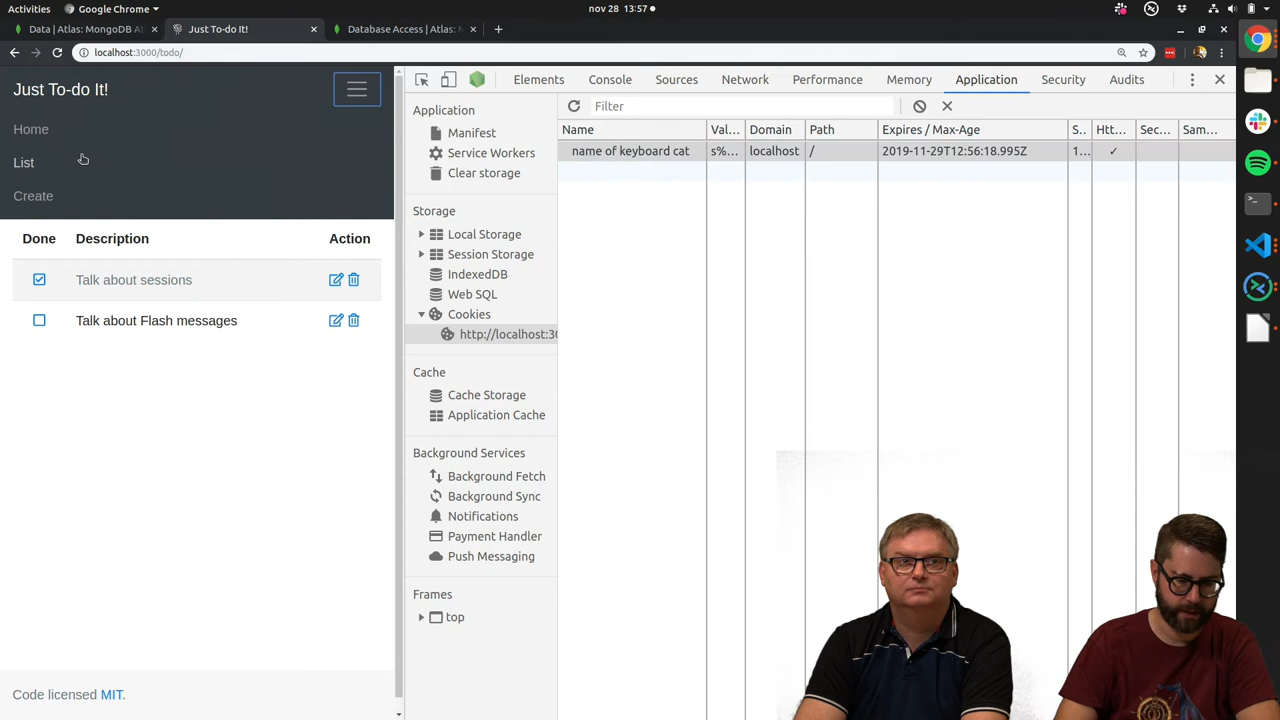 Activities
Google Chrome
nov 28 13:57
Data | Atlas: MongoDB At
Just To-do It!
Database Access | Atlas: M
localhost:3000/todo/
Just To-do It!
Home
List
Create
Done Description Action
Talk about sessions
Talk about Flash messages
Code licensed MIT.
Elements Console Sources Network Performance Memory Application Security Audits
Application
Manifest
Service Workers
Clear storage
Storage
Local Storage
Session Storage
IndexedDB
Web SQL
Cookies
http://localhost:30
Cache
Cache Storage
Application Cache
Background Services
Background Fetch
Background Sync
Notifications
Payment Handler
Push Messaging
Frames
top
Filter
Name Val... Domain Path Expires / Max-Age S.. Htt... Sec... Sam...
name of keyboard cat s%... localhost / 2019-11-29T12:56:18.995Z 1... ✓